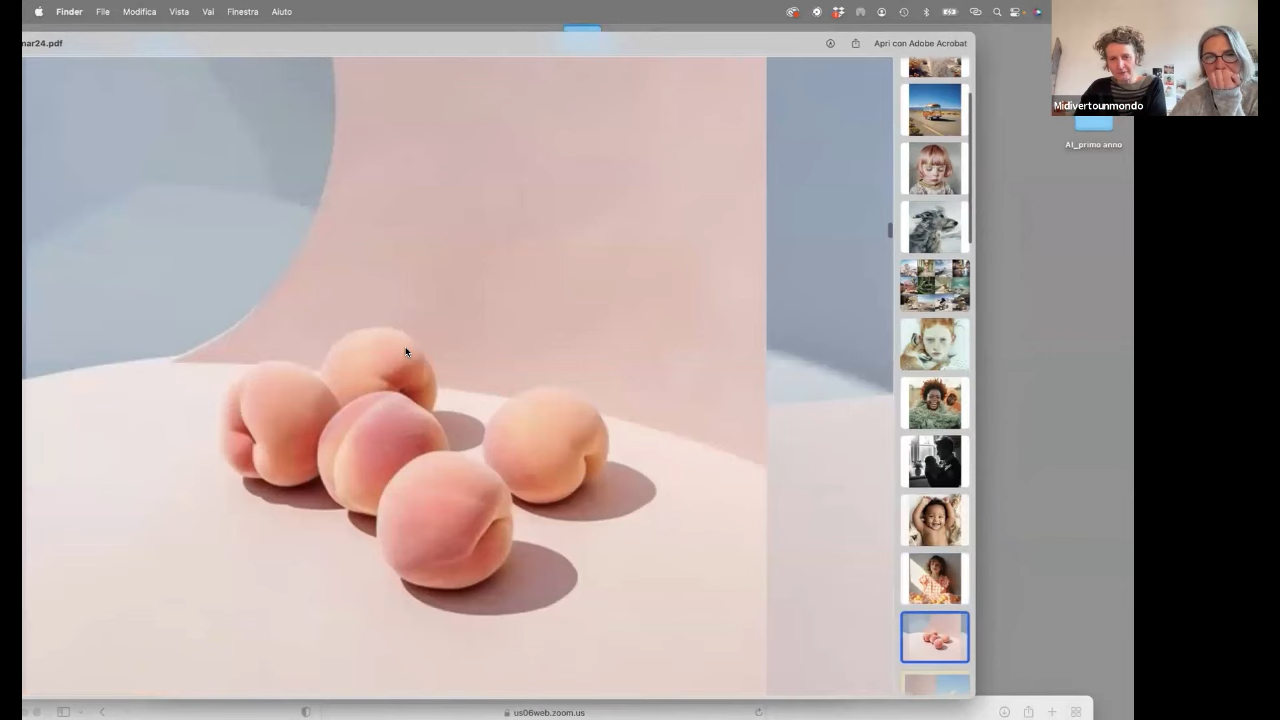 Finder File Modifica Vista Vai Finestra Aiuto
mar24.pdf
Apri con Adobe Acrobat
Midivertounmondo
AI_primo anno
us06web.zoom.us